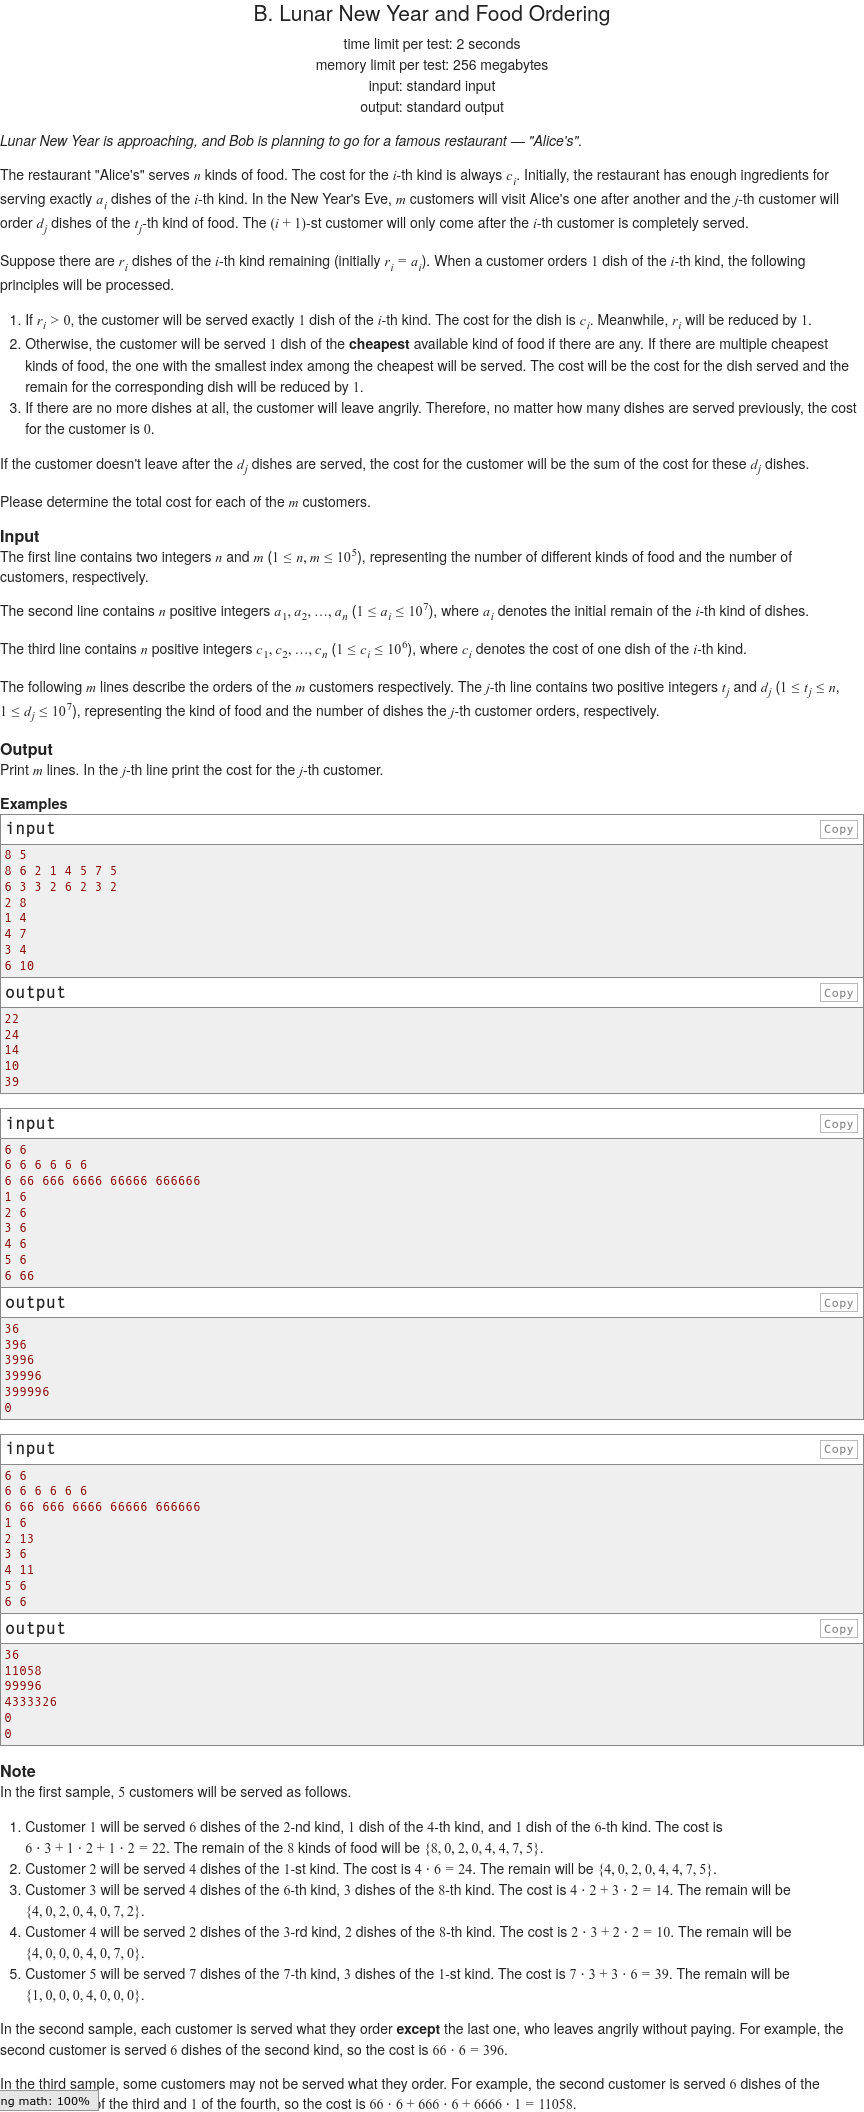 B. Lunar New Year and Food Ordering
time limit per test: 2 seconds
memory limit per test: 256 megabytes
input: standard input
output: standard output
Lunar New Year is approaching, and Bob is planning to go for a famous restaurant — "Alice's".
The restaurant "Alice's" serves n kinds of food. The cost for the i-th kind is always c_i. Initially, the restaurant has enough ingredients for
serving exactly a_i dishes of the i-th kind. In the New Year's Eve, m customers will visit Alice's one after another and the j-th customer will
order d_j dishes of the t_j-th kind of food. The (i + 1)-st customer will only come after the i-th customer is completely served.
Suppose there are r_i dishes of the i-th kind remaining (initially r_i = a_i). When a customer orders 1 dish of the i-th kind, the following
principles will be processed.
1. If r_i > 0, the customer will be served exactly 1 dish of the i-th kind. The cost for the dish is c_i. Meanwhile, r_i will be reduced by 1.
2. Otherwise, the customer will be served 1 dish of the cheapest available kind of food if there are any. If there are multiple cheapest
kinds of food, the one with the smallest index among the cheapest will be served. The cost will be the cost for the dish served and the
remain for the corresponding dish will be reduced by 1.
3. If there are no more dishes at all, the customer will leave angrily. Therefore, no matter how many dishes are served previously, the cost
for the customer is 0.
If the customer doesn't leave after the d_j dishes are served, the cost for the customer will be the sum of the cost for these d_j dishes.
Please determine the total cost for each of the m customers.
Input
The first line contains two integers n and m (1 ≤ n, m ≤ 10^5), representing the number of different kinds of food and the number of
customers, respectively.
The second line contains n positive integers a_1, a_2, …, a_n (1 ≤ a_i ≤ 10^7), where a_i denotes the initial remain of the i-th kind of dishes.
The third line contains n positive integers c_1, c_2, …, c_n (1 ≤ c_i ≤ 10^6), where c_i denotes the cost of one dish of the i-th kind.
The following m lines describe the orders of the m customers respectively. The j-th line contains two positive integers t_j and d_j (1 ≤ t_j ≤ n,
1 ≤ d_j ≤ 10^7), representing the kind of food and the number of dishes the j-th customer orders, respectively.
Output
Print m lines. In the j-th line print the cost for the j-th customer.
Examples
input Copy
8 5
8 6 2 1 4 5 7 5
6 3 3 2 6 2 3 2
2 8
1 4
4 7
3 4
6 10
output Copy
22
24
14
10
39
input Copy
6 6
6 6 6 6 6 6
6 66 666 6666 66666 666666
1 6
2 6
3 6
4 6
5 6
6 66
output Copy
36
396
3996
39996
399996
0
input Copy
6 6
6 6 6 6 6 6
6 66 666 6666 66666 666666
1 6
2 13
3 6
4 11
5 6
6 6
output Copy
36
11058
99996
4333326
0
0
Note
In the first sample, 5 customers will be served as follows.
1. Customer 1 will be served 6 dishes of the 2-nd kind, 1 dish of the 4-th kind, and 1 dish of the 6-th kind. The cost is
6 · 3 + 1 · 2 + 1 · 2 = 22. The remain of the 8 kinds of food will be {8, 0, 2, 0, 4, 4, 7, 5}.
2. Customer 2 will be served 4 dishes of the 1-st kind. The cost is 4 · 6 = 24. The remain will be {4, 0, 2, 0, 4, 4, 7, 5}.
3. Customer 3 will be served 4 dishes of the 6-th kind, 3 dishes of the 8-th kind. The cost is 4 · 2 + 3 · 2 = 14. The remain will be
{4, 0, 2, 0, 4, 0, 7, 2}.
4. Customer 4 will be served 2 dishes of the 3-rd kind, 2 dishes of the 8-th kind. The cost is 2 · 3 + 2 · 2 = 10. The remain will be
{4, 0, 0, 0, 4, 0, 7, 0}.
5. Customer 5 will be served 7 dishes of the 7-th kind, 3 dishes of the 1-st kind. The cost is 7 · 3 + 3 · 6 = 39. The remain will be
{1, 0, 0, 0, 4, 0, 0, 0}.
In the second sample, each customer is served what they order except the last one, who leaves angrily without paying. For example, the
second customer is served 6 dishes of the second kind, so the cost is 66 · 6 = 396.
In the third sample, some customers may not be served what they order. For example, the second customer is served 6 dishes of the
ng math: 100% of the third and 1 of the fourth, so the cost is 66 · 6 + 666 · 6 + 6666 · 1 = 11058.